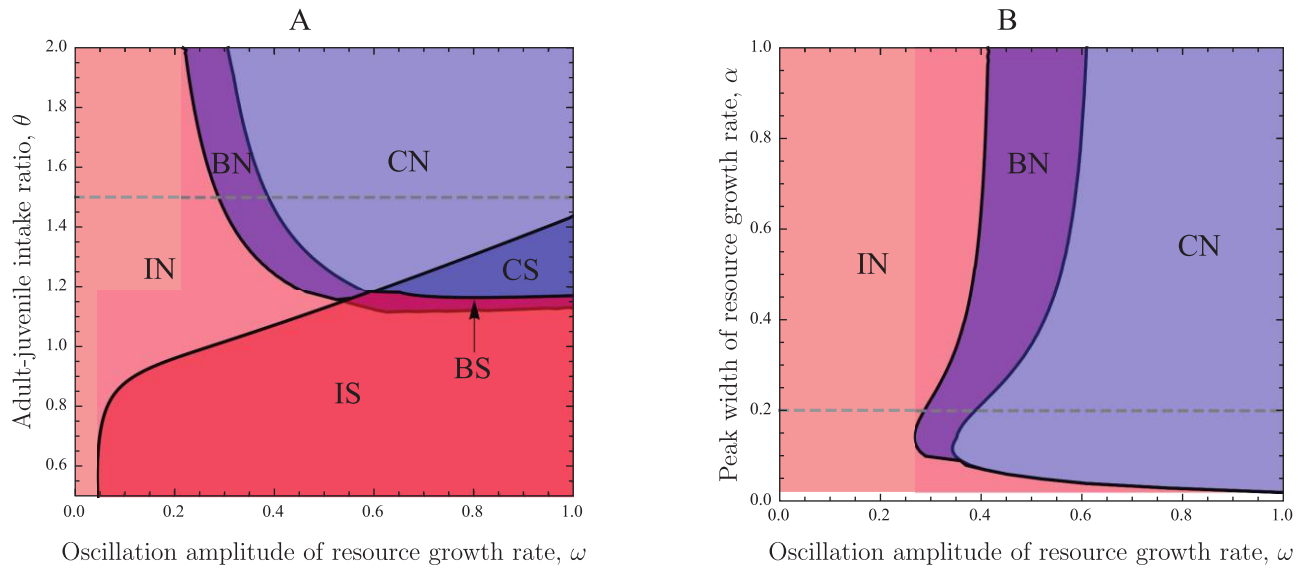 A
B
Adult-juvenile intake ratio, θ
2.0
1.8
1.6
1.4
1.2
1.0
0.8
0.6
BN
CN
IN
CS
BS
IS
0.0
0.2
0.4
0.6
0.8
1.0
Oscillation amplitude of resource growth rate, ω
Peak width of resource growth rate, α
1.0
0.8
0.6
0.4
0.2
0.0
BN
CN
IN
0.0
0.2
0.4
0.6
0.8
1.0
Oscillation amplitude of resource growth rate, ω